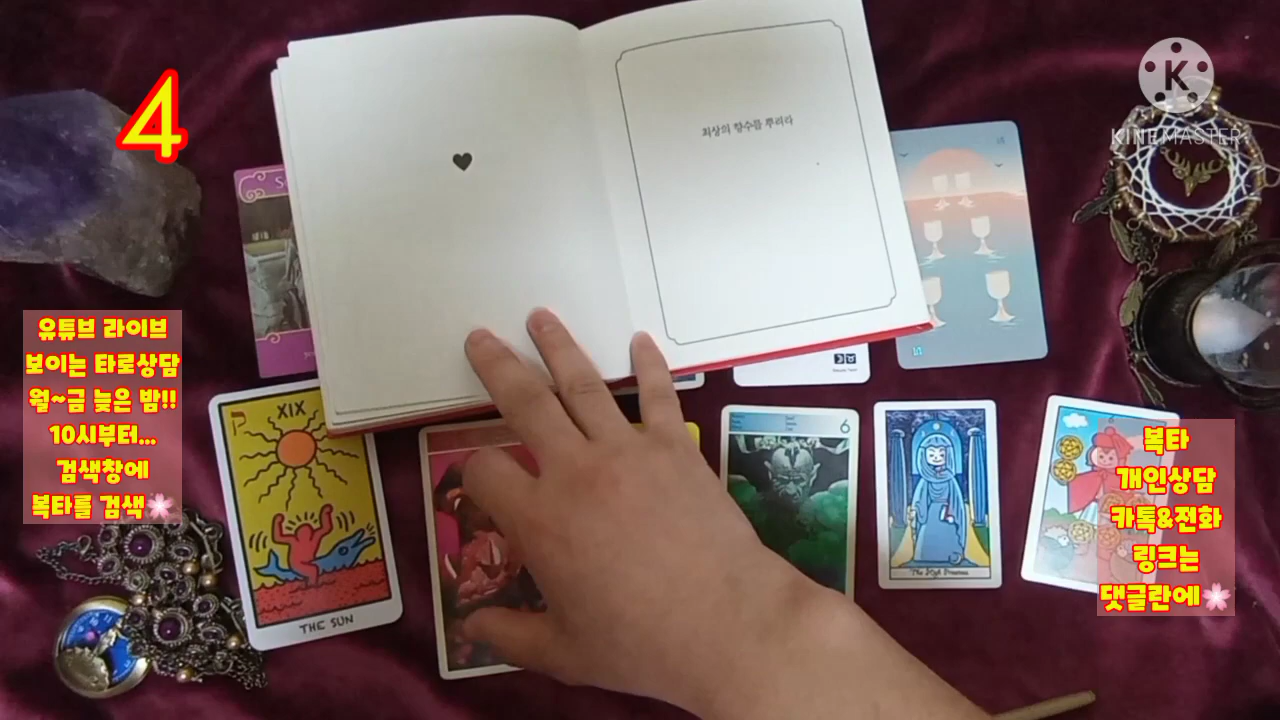 4
KINEMASTER
최상의 향수를 뿌려라
유튜브 라이브
보이는 타로상담
월~금 늦은 밤!!
10시부터...
검색창에
복타를 검색🌸
XIX
THE SUN
6
The High Priestess
복타
개인상담
카톡&전화
링크는
댓글란에🌸